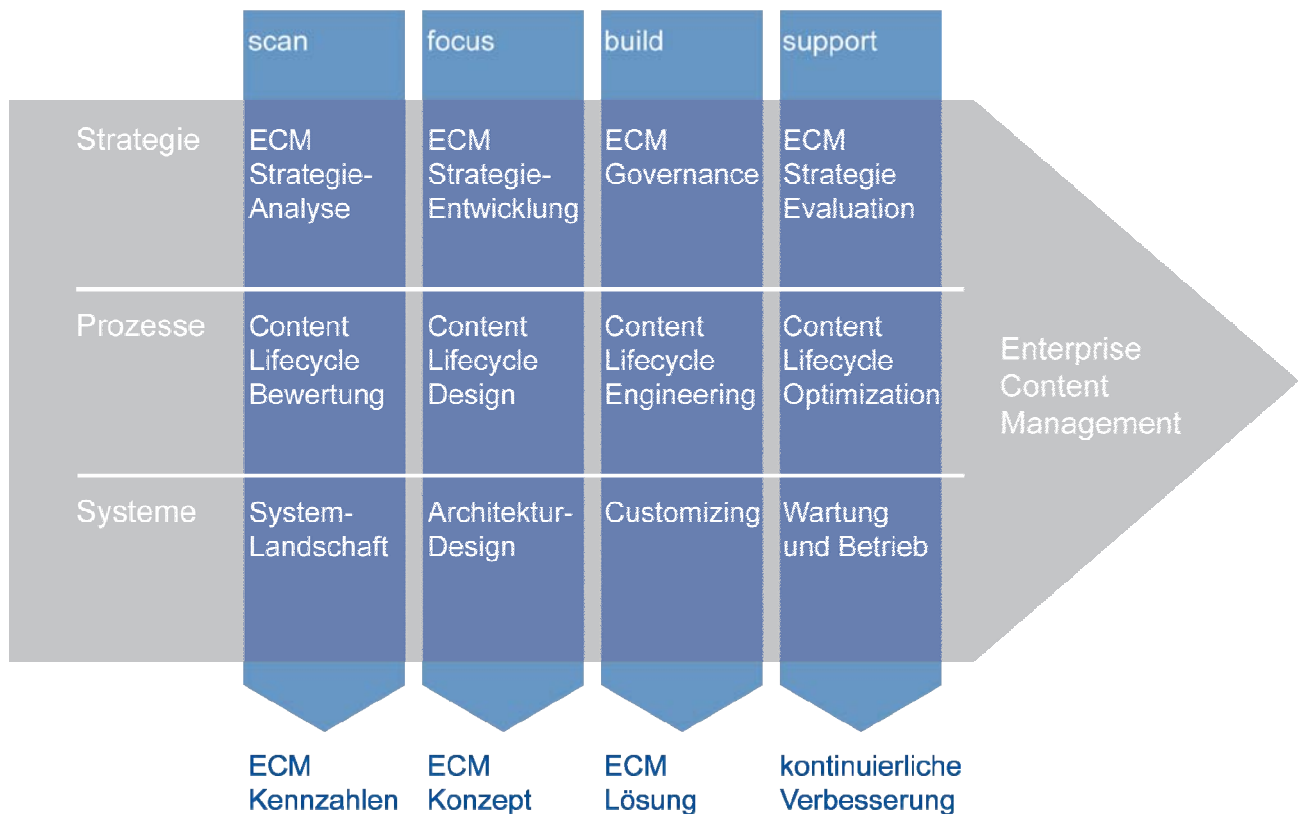 scan
focus
build
support
Strategie
ECM
Strategie-
Analyse
ECM
Strategie-
Entwicklung
ECM
Governance
ECM
Strategie
Evaluation
Prozesse
Content
Lifecycle
Bewertung
Content
Lifecycle
Design
Content
Lifecycle
Engineering
Content
Lifecycle
Optimization
Enterprise
Content
Management
Systeme
System-
Landschaft
Architektur-
Design
Customizing
Wartung
und Betrieb
ECM
Kennzahlen
ECM
Konzept
ECM
Lösung
kontinuierliche
Verbesserung